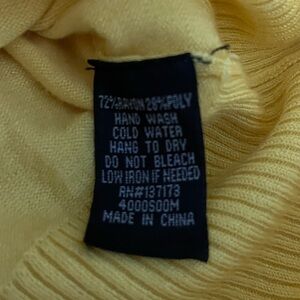 72%RAYON 28%POLY
HAND WASH
COLD WATER
HANG TO DRY
DO NOT BLEACH
LOW IRON IF NEEDED
RN#137173
4000SOOM
MADE IN CHINA